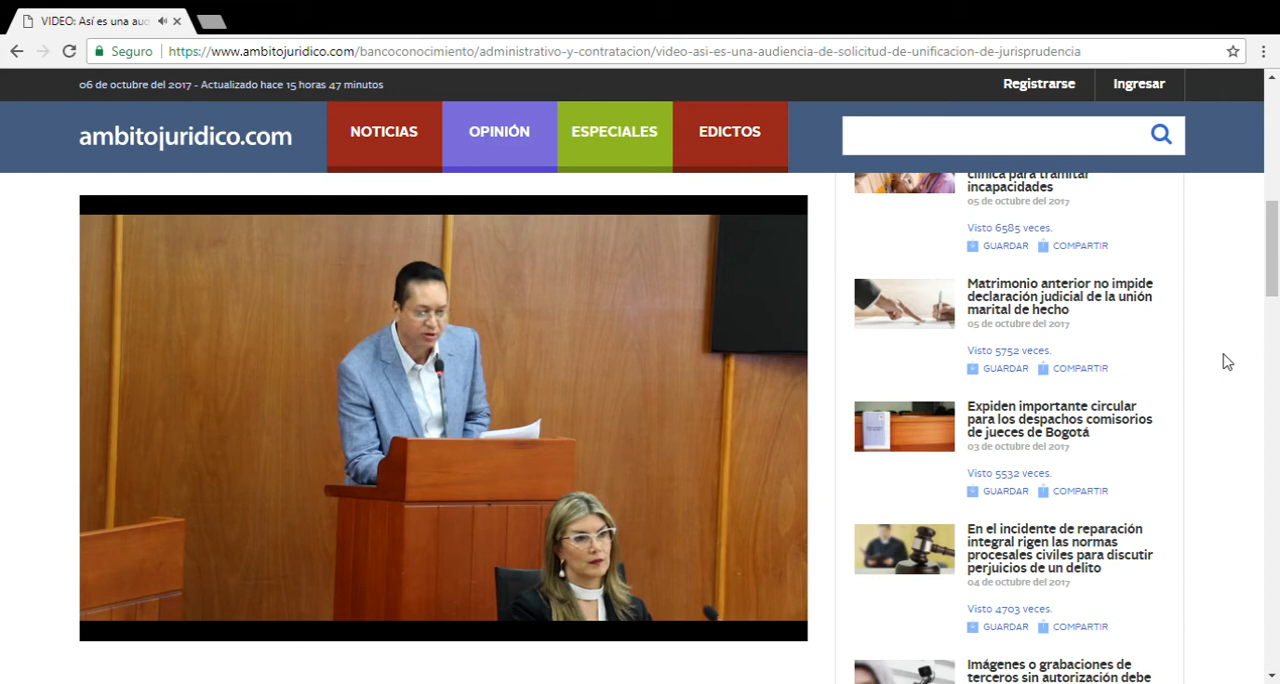 VIDEO: Así es una aud
Seguro
https://www.ambitojuridico.com/bancoconocimiento/administrativo-y-contratacion/video-asi-es-una-audiencia-de-solicitud-de-unificacion-de-jurisprudencia
06 de octubre del 2017 - Actualizado hace 15 horas 47 minutos
Registrarse
Ingresar
ambitojuridico.com
NOTICIAS
OPINIÓN
ESPECIALES
EDICTOS
clínica para tramitar
incapacidades
05 de octubre del 2017
Visto 6585 veces.
GUARDAR
COMPARTIR
Matrimonio anterior no impide
declaración judicial de la unión
marital de hecho
05 de octubre del 2017
Visto 5752 veces.
GUARDAR
COMPARTIR
Expiden importante circular
para los despachos comisorios
de jueces de Bogotá
03 de octubre del 2017
Visto 5532 veces.
GUARDAR
COMPARTIR
En el incidente de reparación
integral rigen las normas
procesales civiles para discutir
perjuicios de un delito
04 de octubre del 2017
Visto 4703 veces.
GUARDAR
COMPARTIR
Imágenes o grabaciones de
terceros sin autorización debe